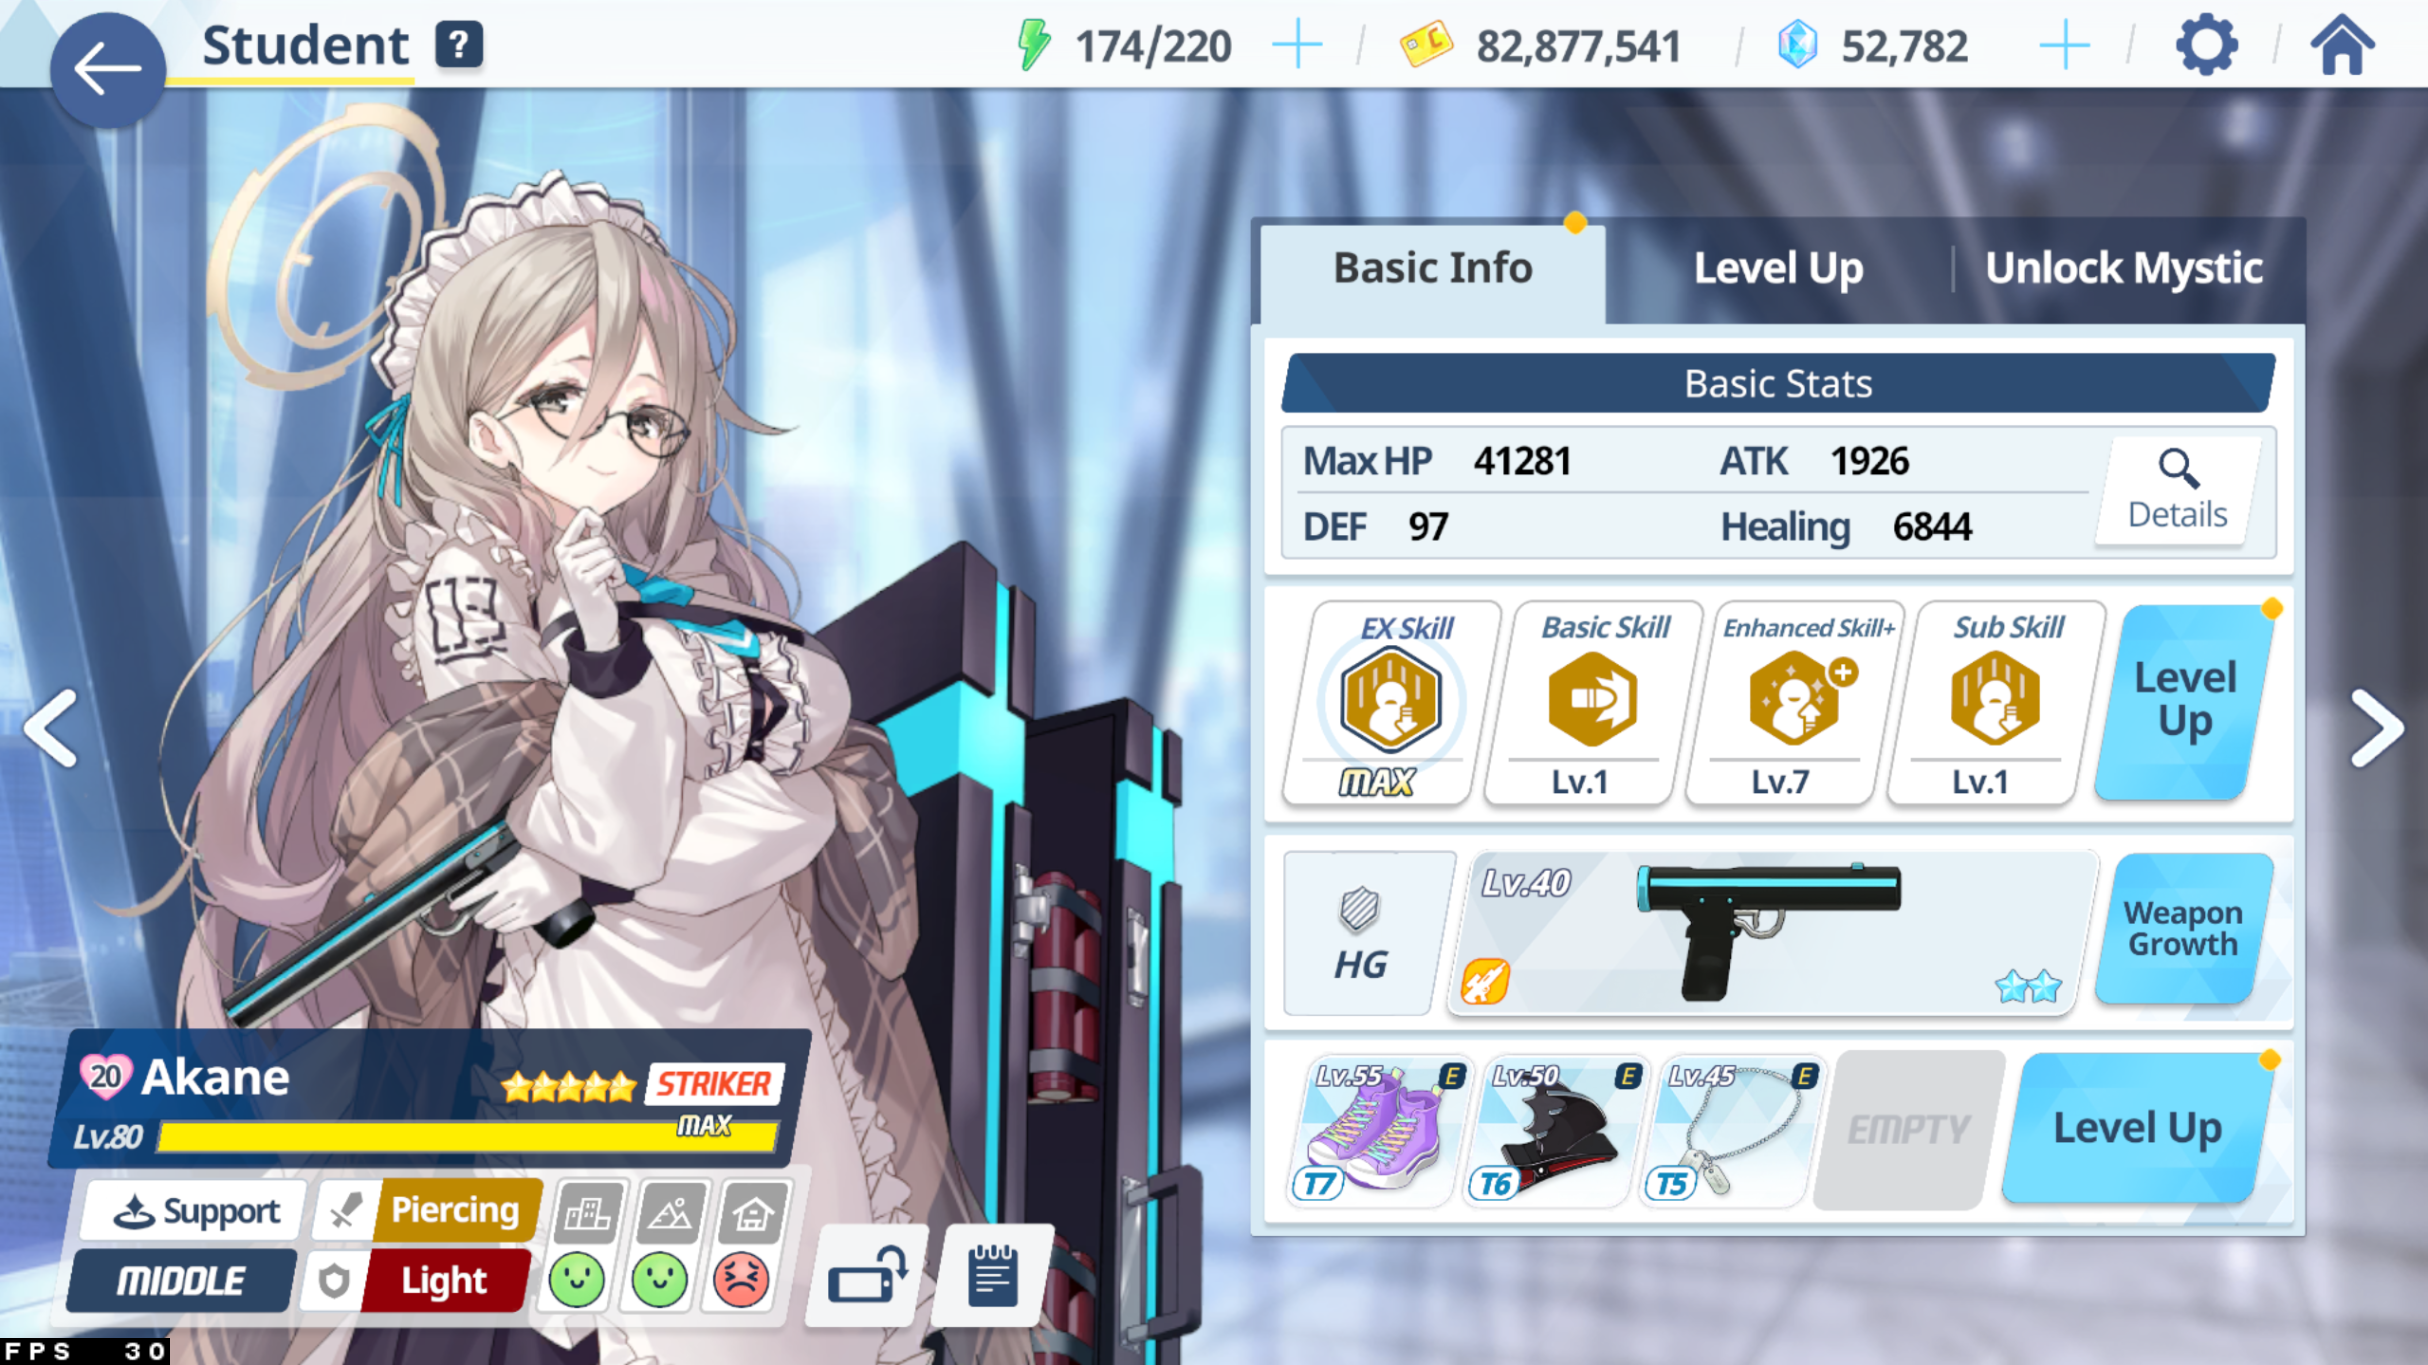 Student ?
174/220
82,877,541
52,782
Basic Info
Level Up
Unlock Mystic
Basic Stats
Max HP 41281
ATK 1926
DEF 97
Healing 6844
Details
EX Skill
MAX
Basic Skill
Lv.1
Enhanced Skill+
Lv.7
Sub Skill
Lv.1
Level
Up
HG
Lv.40
Weapon
Growth
Lv.55 E
T7
Lv.50 E
T6
Lv.45 E
T5
EMPTY
Level Up
20 Akane
STRIKER
Lv.80
MAX
Support
Piercing
MIDDLE
Light
FPS 30